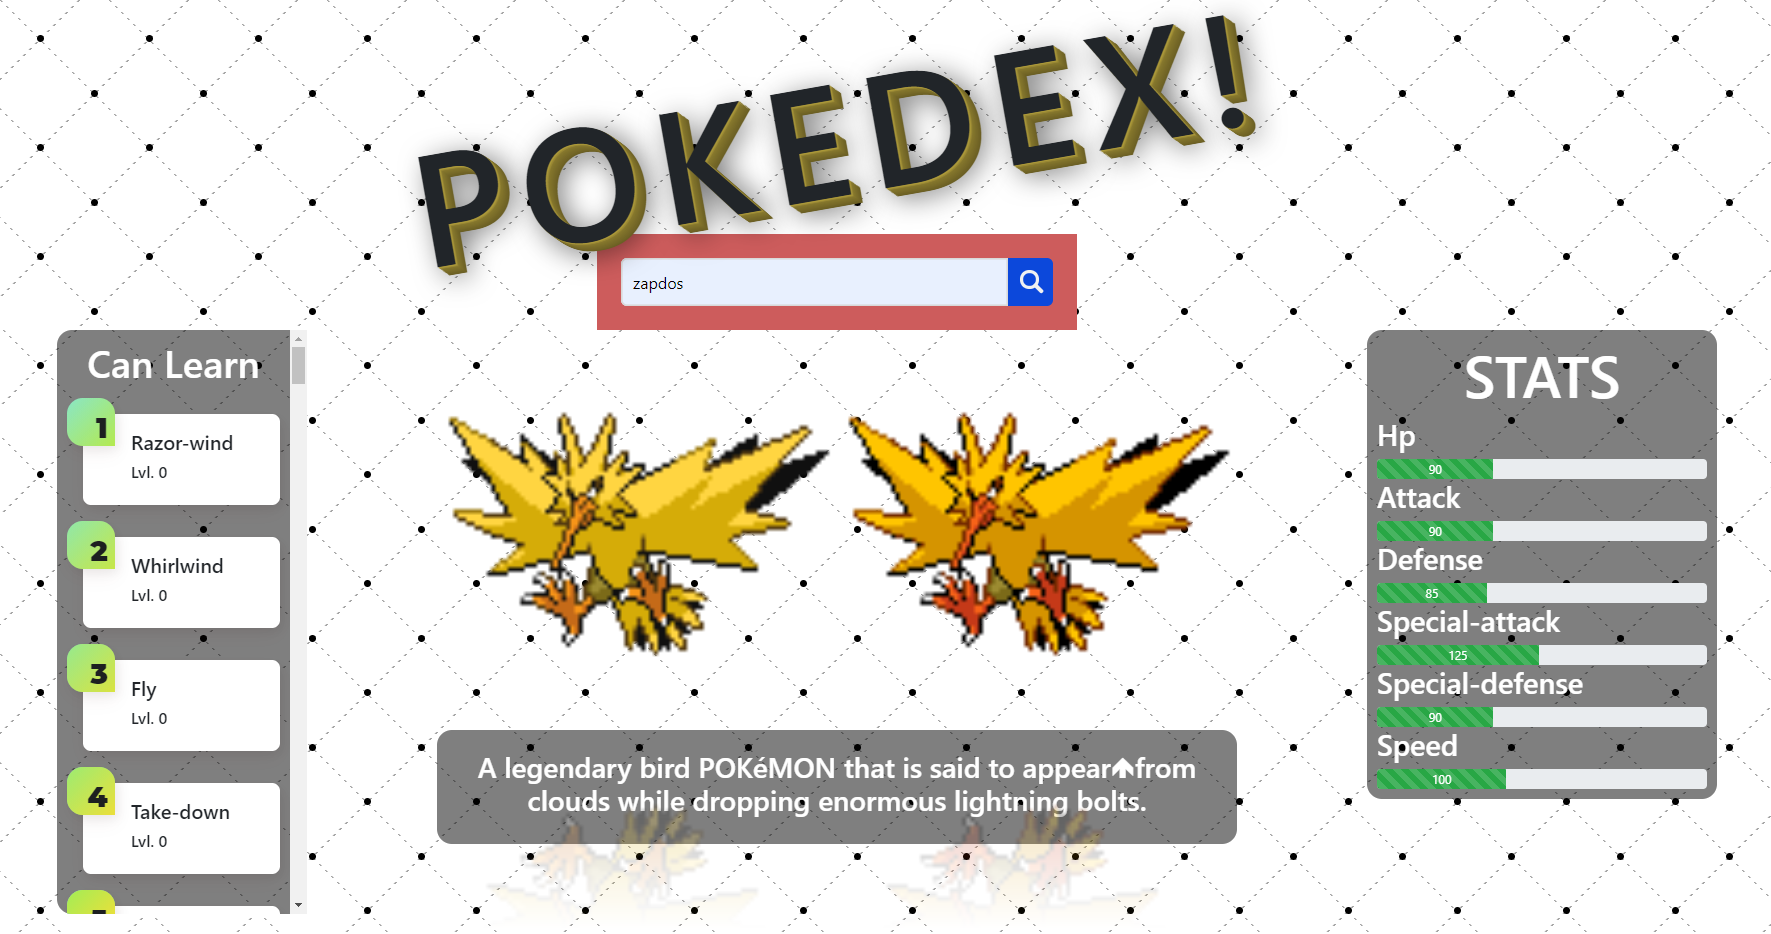 POKEDEX!
zapdos
Can Learn
1
Razor-wind
Lvl. 0
2
Whirlwind
Lvl. 0
3
Fly
Lvl. 0
4
Take-down
Lvl. 0
A legendary bird POKéMON that is said to appear🡹from
clouds while dropping enormous lightning bolts.
STATS
Hp
90
Attack
90
Defense
85
Special-attack
125
Special-defense
90
Speed
100